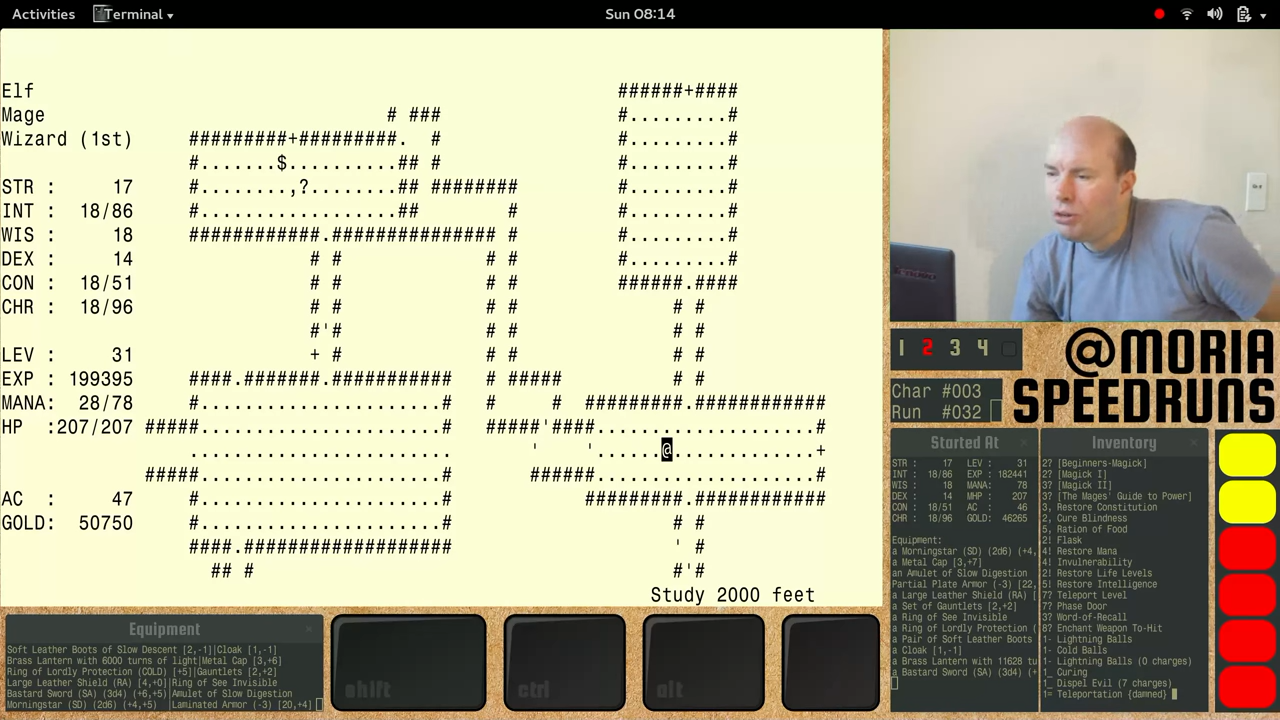 Activities
Terminal
Sun 08:14
Elf
Mage
Wizard (1st)
STR : 17
INT : 18/86
WIS : 18
DEX : 14
CON : 18/51
CHR : 18/96
LEV : 31
EXP : 199395
MANA: 28/78
HP :207/207
AC : 47
GOLD: 50750
######+####
#.........#
# ###
#.........#
#########+#########. #
#.........#
#.......$..........## #
#.........#
#........,?........## ########
#.........#
#..................## #
#.........#
############.############### #
#.........#
# # # #
######.####
# # # # # #
#'# # # # #
+ # # # # #
####.#######.########### # ##### # #
#......................# # # #########.############
#####......................# #####'####..................#
........................ ' '......@.............+
#####......................# ######..................#
#......................# #########.############
#......................# # #
####.################### ' #
## # #'#
Study 2000 feet
1 2 3 4
Char #003
Run #032
@MORIA
SPEEDRUNS
Started At
STR : 17 LEV : 31
INT : 18/86 EXP : 182441
WIS : 18 MANA: 78
DEX : 14 MHP : 207
CON : 18/51 AC : 46
CHR : 18/96 GOLD: 46265
Equipment:
a Morningstar (SD) (2d6) (+4,
a Metal Cap [3,+7]
an Amulet of Slow Digestion
Partial Plate Armor (-3) [22,
a Large Leather Shield (RA) [
a Set of Gauntlets [2,+2]
a Ring of See Invisible
a Ring of Lordly Protection (
a Pair of Soft Leather Boots
a Cloak [1,-1]
a Brass Lantern with 11628 tu
a Bastard Sword (SA) (3d4) (+
Inventory
2? [Beginners-Magick]
3? [Magick II]
3? [The Mages' Guide to Power]
3, Restore Constitution
2, Cure Blindness
5, Ration of Food
2! Flask
4! Restore Mana
4! Invulnerability
2! Restore Life Levels
5! Restore Intelligence
7? Teleport Level
7? Phase Door
3? Word-of-Recall
8? Enchant Weapon To-Hit
1- Lightning Balls
1- Cold Balls
1- Lightning Balls (0 charges)
1_ Curing
1_ Dispel Evil (7 charges)
1= Teleportation {damned}
Equipment
Soft Leather Boots of Slow Descent [2,-1]|Cloak [1,-1]
Brass Lantern with 6000 turns of light|Metal Cap [3,+6]
Ring of Lordly Protection (COLD) [+5]|Gauntlets [2,+2]
Large Leather Shield (RA) [4,+0]|Ring of See Invisible
Bastard Sword (SA) (3d4) (+6,+5)|Amulet of Slow Digestion
Morningstar (SD) (2d6) (+4,+5) |Laminated Armor (-3) [20,+4]
shift
ctrl
alt